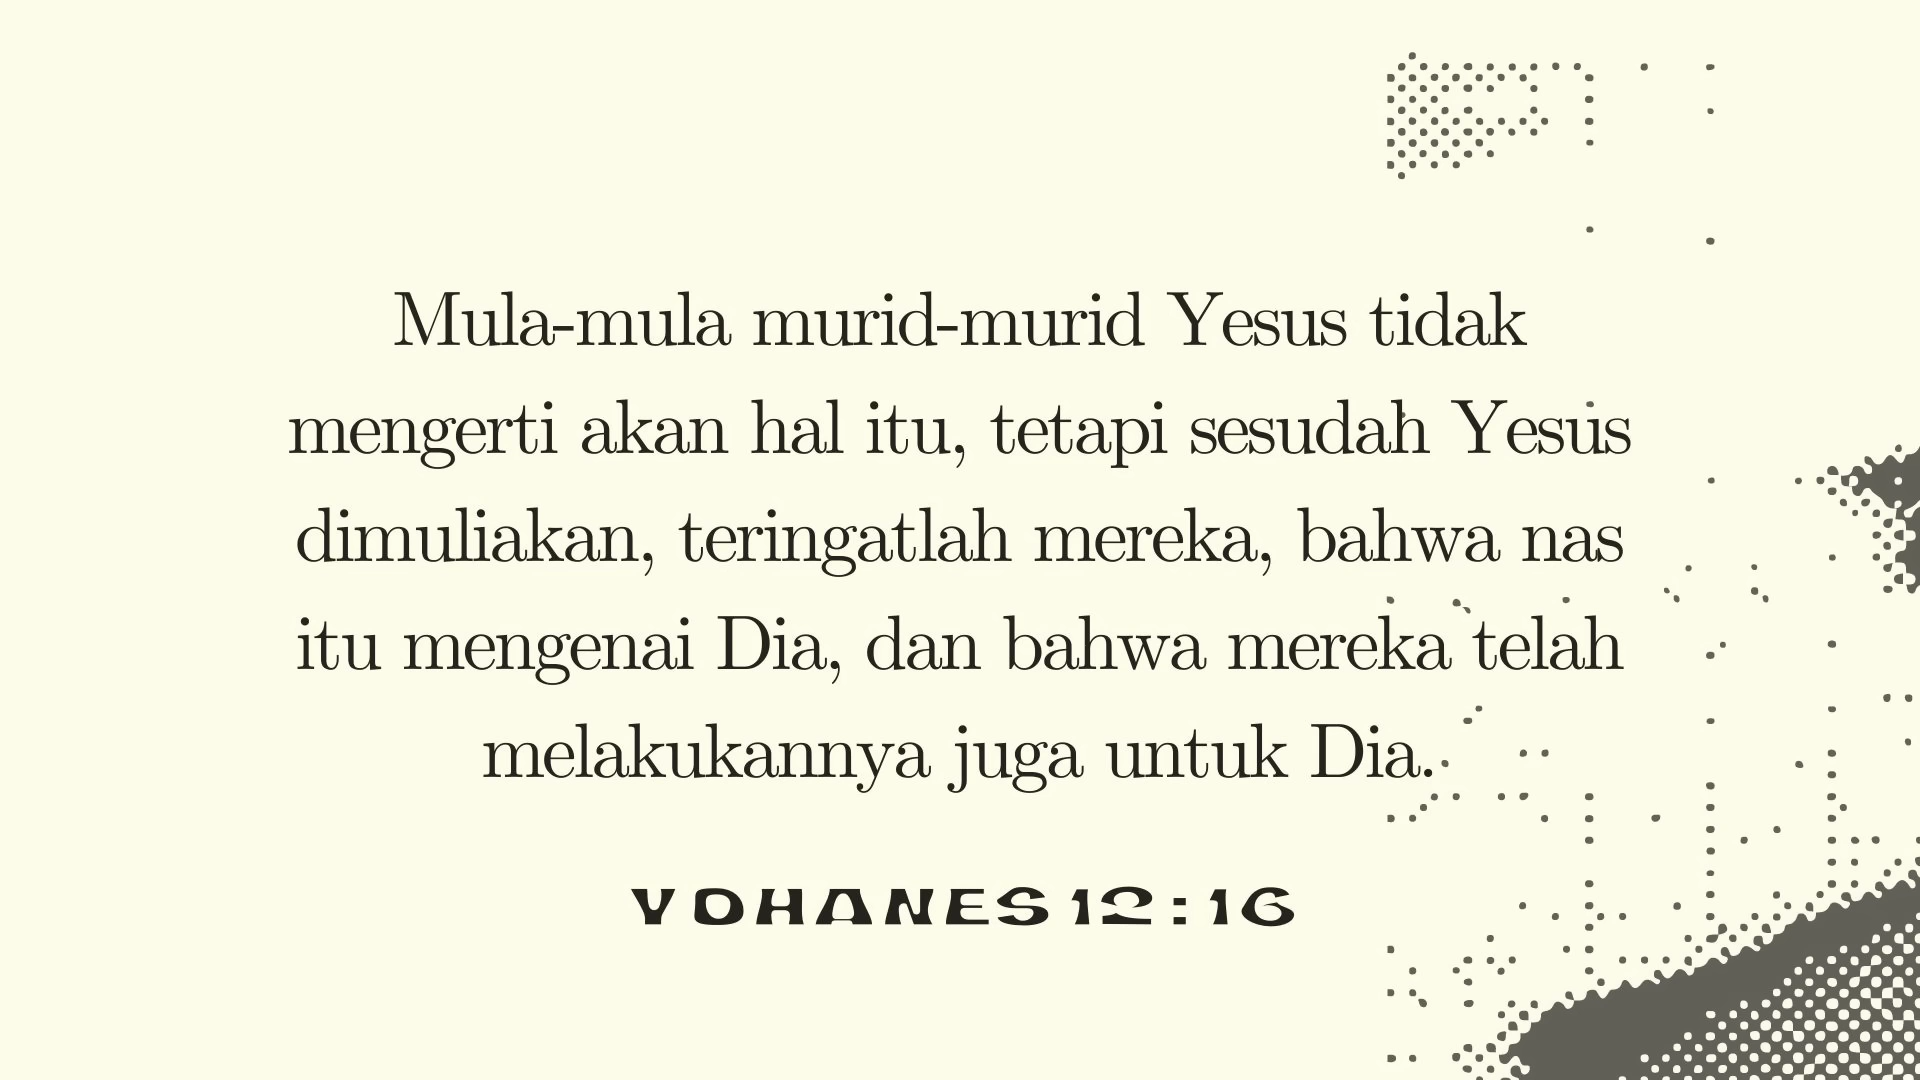 Mula-mula murid-murid Yesus tidak
mengerti akan hal itu, tetapi sesudah Yesus
dimuliakan, teringatlah mereka, bahwa nas
itu mengenai Dia, dan bahwa mereka telah
melakukannya juga untuk Dia.
YOHANES 12:16